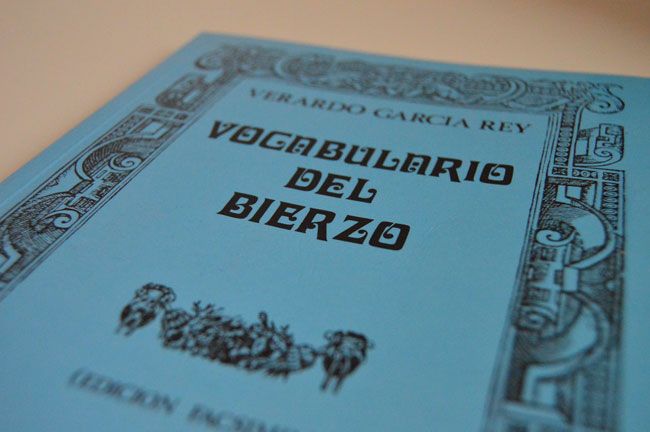 VERARDO GARCIA REY
VOCABULARIO
DEL
BIERZO
(EDICION